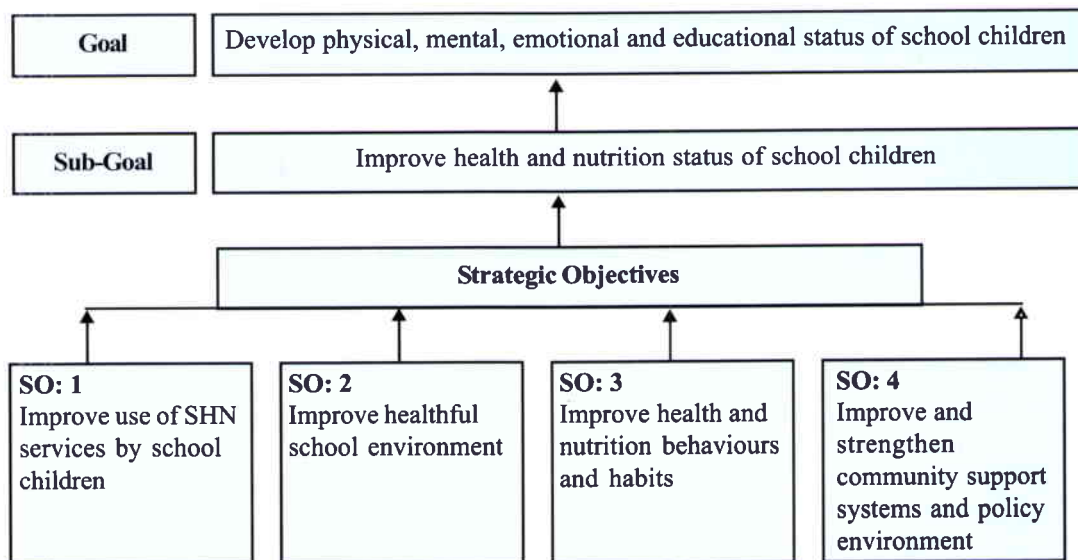 Goal
Develop physical, mental, emotional and educational status of school children
Sub-Goal
Improve health and nutrition status of school children
Strategic Objectives
SO: 1
Improve use of SHN
services by school
children
SO: 2
Improve healthful
school environment
SO: 3
Improve health and
nutrition behaviours
and habits
SO: 4
Improve and
strengthen
community support
systems and policy
environment